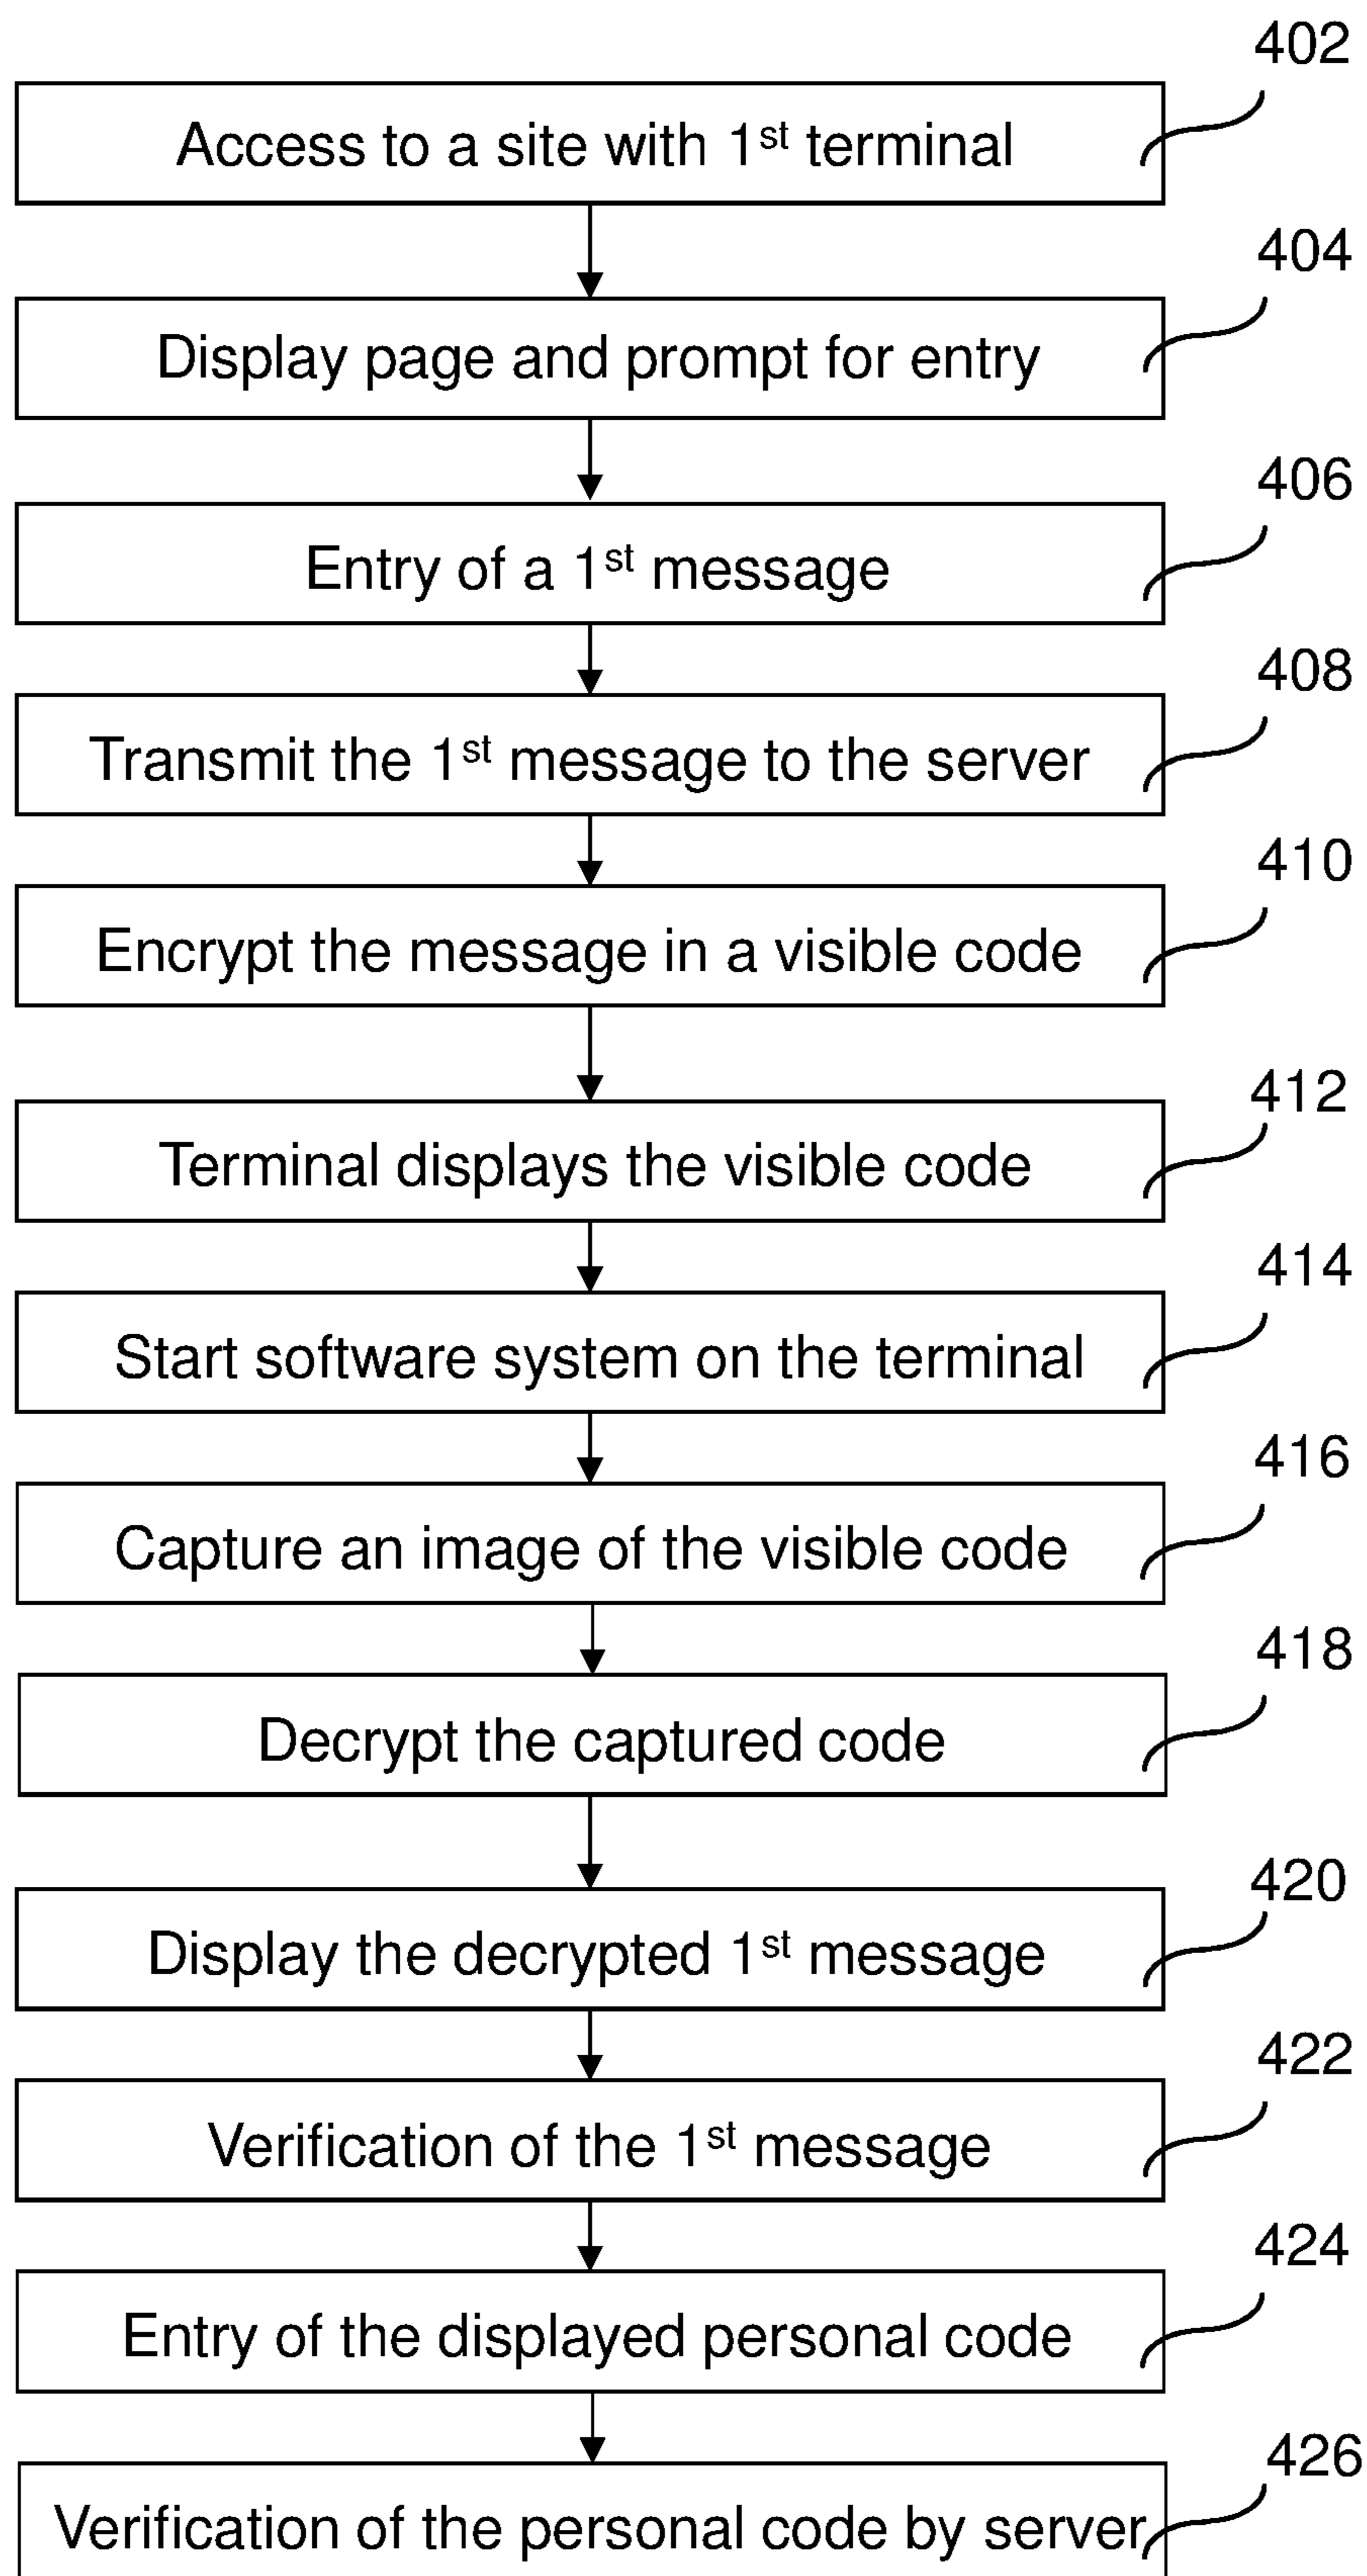 402
Access to a site with 1st terminal
404
Display page and prompt for entry
406
Entry of a 1st message
408
Transmit the 1st message to the server
410
Encrypt the message in a visible code
412
Terminal displays the visible code
414
Start software system on the terminal
416
Capture an image of the visible code
418
Decrypt the captured code
420
Display the decrypted 1st message
422
Verification of the 1st message
424
Entry of the displayed personal code
426
Verification of the personal code by server